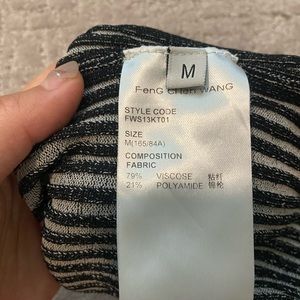 M
FENG CHEN WANG
STYLE CODE
FWS13KT01
SIZE
M(165/84A)
COMPOSITION
FABRIC
79% VISCOSE 粘纤
21% POLYAMIDE 锦纶